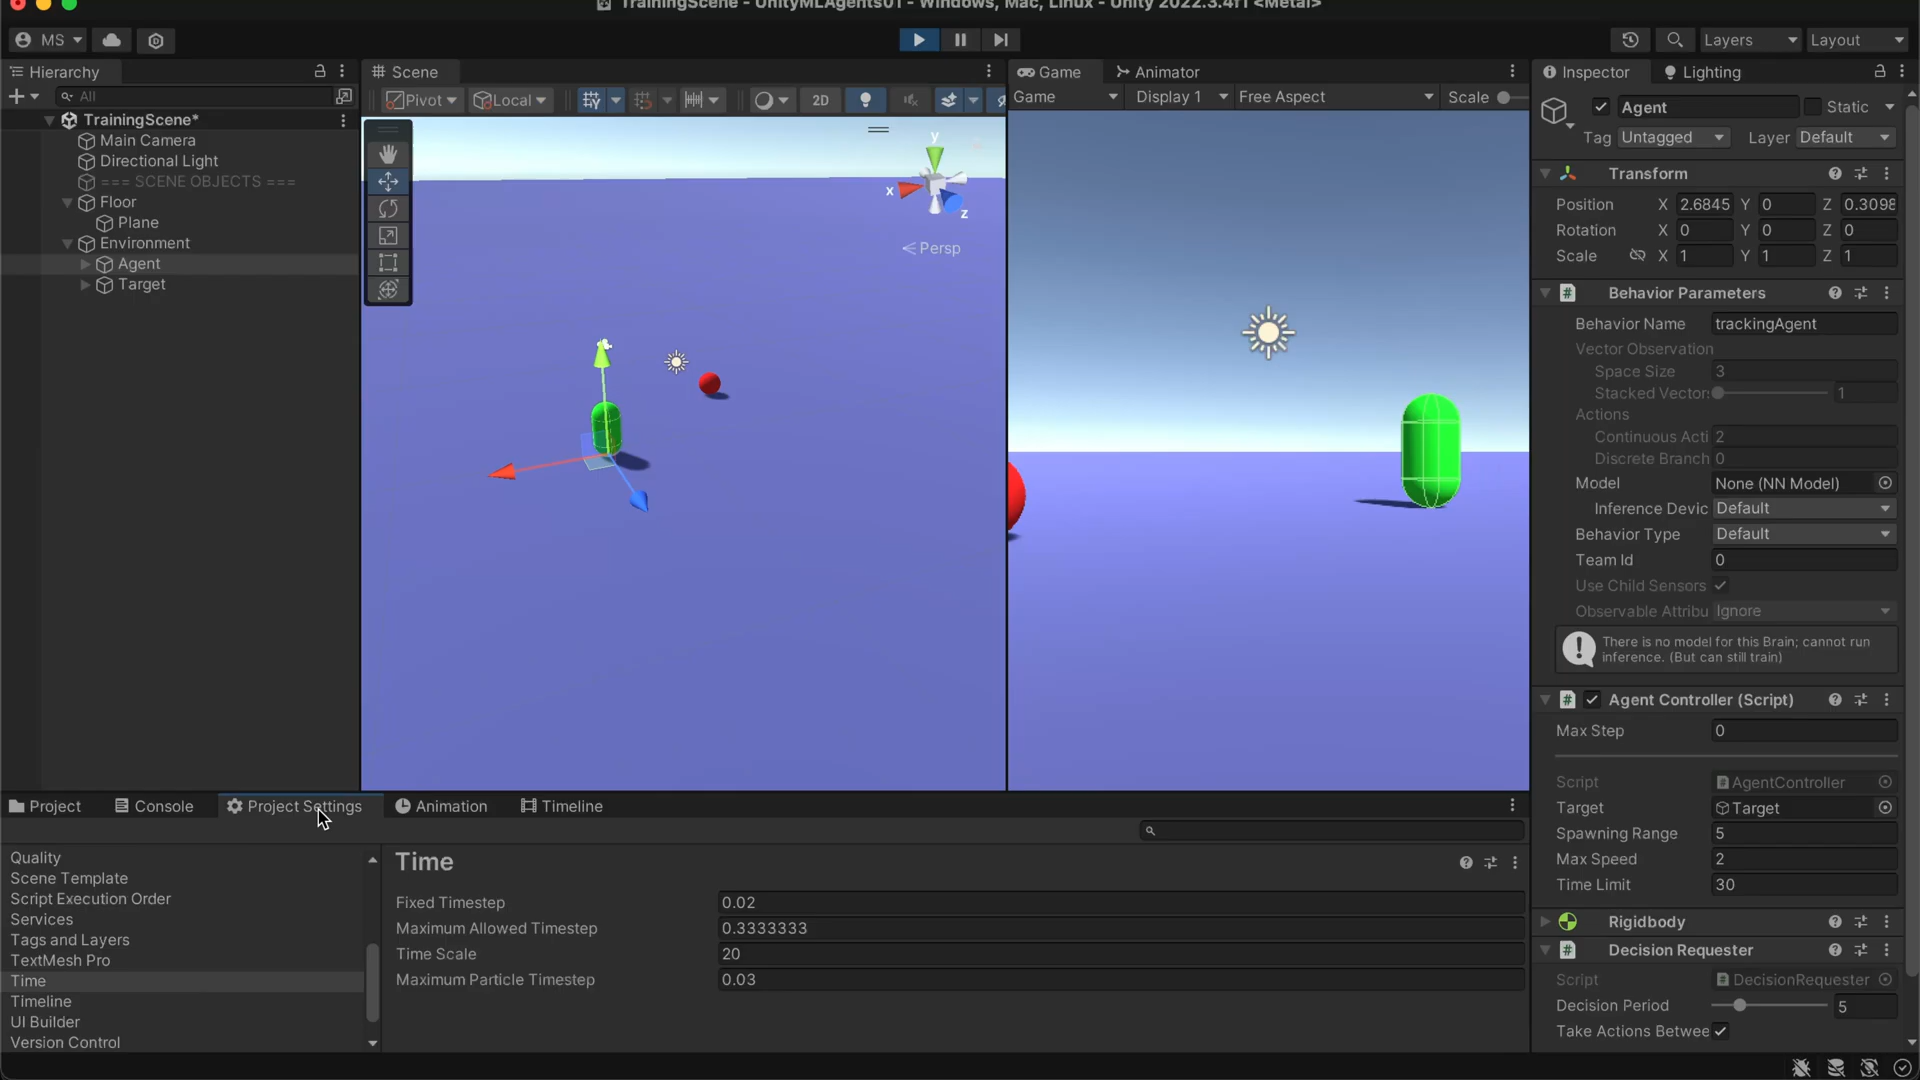 TrainingScene - UnityMLAgents01 - Windows, Mac, Linux - Unity 2022.3.4f1 <Metal>
MS
Layers
Layout
Hierarchy
All
TrainingScene*
Main Camera
Directional Light
=== SCENE OBJECTS ===
Floor
Plane
Environment
Agent
Target
Scene
Pivot
Local
2D
y
x
z
Persp
Game
Animator
Game
Display 1
Free Aspect
Scale
Inspector
Lighting
Agent
Static
Tag Untagged
Layer Default
Transform
Position X 2.6845 Y 0 Z 0.3098
Rotation X 0 Y 0 Z 0
Scale X 1 Y 1 Z 1
Behavior Parameters
Behavior Name trackingAgent
Vector Observation
Space Size 3
Stacked Vector: 1
Actions
Continuous Acti 2
Discrete Branch 0
Model None (NN Model)
Inference Devic Default
Behavior Type Default
Team Id 0
Use Child Sensors
Observable Attribu Ignore
There is no model for this Brain; cannot run
inference. (But can still train)
Agent Controller (Script)
Max Step 0
Script AgentController
Target Target
Spawning Range 5
Max Speed 2
Time Limit 30
Rigidbody
Decision Requester
Script DecisionRequester
Decision Period 5
Take Actions Betwee
Project
Console
Project Settings
Animation
Timeline
Quality
Scene Template
Script Execution Order
Services
Tags and Layers
TextMesh Pro
Time
Timeline
UI Builder
Version Control
Time
Fixed Timestep 0.02
Maximum Allowed Timestep 0.3333333
Time Scale 20
Maximum Particle Timestep 0.03